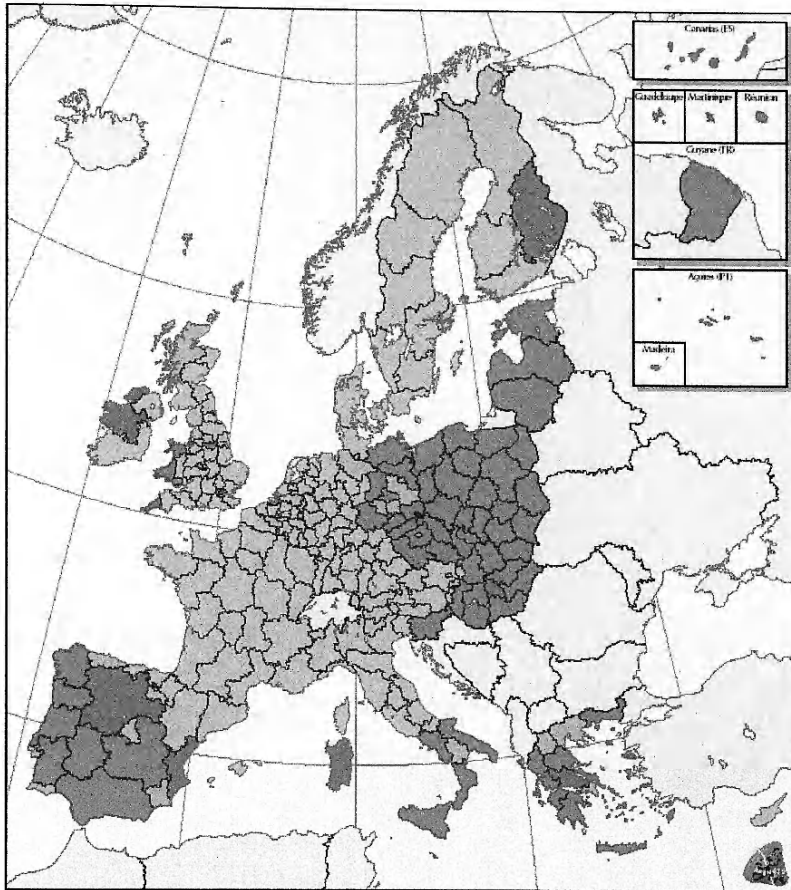 Canarias (ES)
Guadeloupe Martinique Réunion
Guyane (FR)
Açores (PT)
Madeira